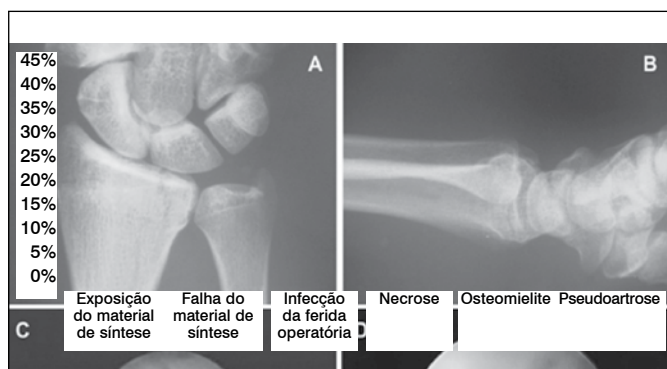 A
B
45%
40%
35%
30%
25%
20%
15%
10%
5%
0%
Exposição
do material
de síntese
Falha do
material de
síntese
Infecção
da ferida
operatória
Necrose
Osteomielite
Pseudoartrose
C
D